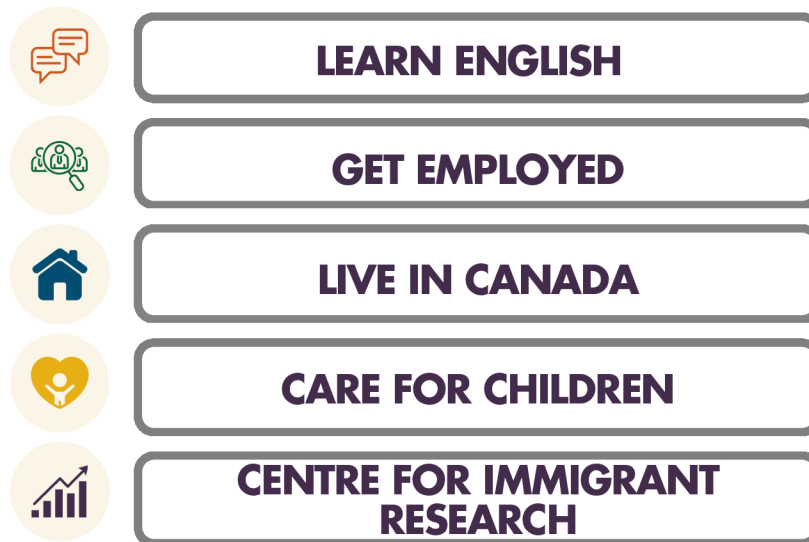 LEARN ENGLISH
GET EMPLOYED
LIVE IN CANADA
CARE FOR CHILDREN
CENTRE FOR IMMIGRANT
RESEARCH